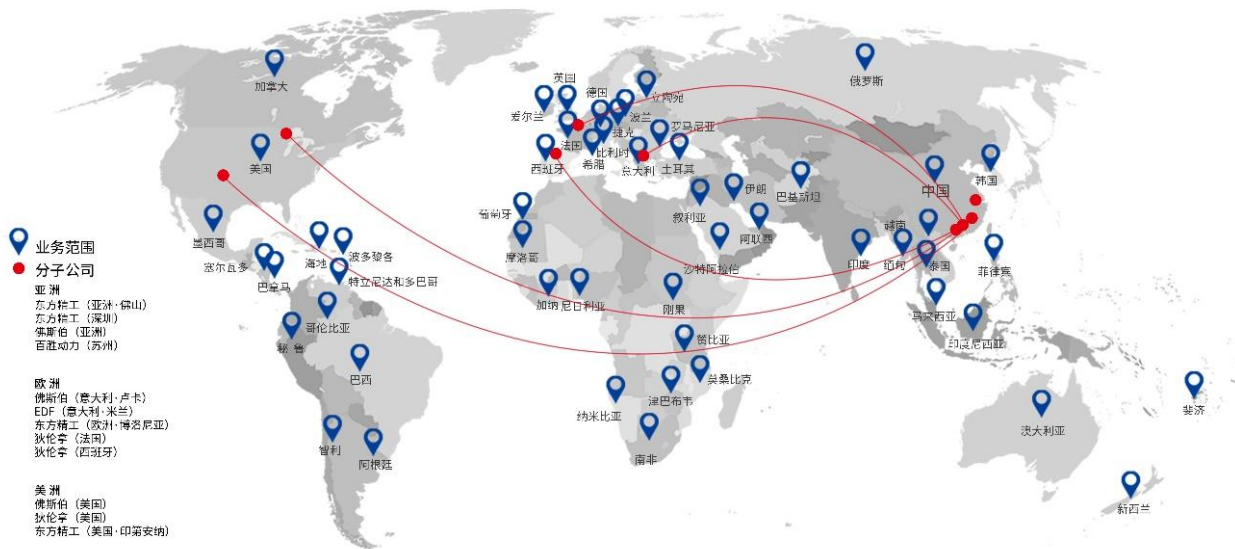 加拿大
俄罗斯
英国
德国
立陶宛
爱尔兰
波兰
捷克
罗马尼亚
法国
美国
西班牙
希腊
比利时
意大利
土耳其
韩国
中国
伊朗
巴基斯坦
葡萄牙
叙利亚
墨西哥
越南
业务范围
摩洛哥
阿联酋
分子公司
塞尔瓦多
海地
波多黎各
沙特阿拉伯
印度
缅甸
泰国
菲律宾
巴拿马
特立尼达和多巴哥
亚洲
东方精工（亚洲·佛山）
东方精工（深圳）
佛斯伯（亚洲）
百胜动力（苏州）
加纳
尼日利亚
刚果
马来西亚
哥伦比亚
赞比亚
印度尼西亚
秘鲁
巴西
莫桑比克
欧洲
佛斯伯（意大利·卢卡）
EDF（意大利·米兰）
东方精工（欧洲·博洛尼亚）
狄伦拿（法国）
狄伦拿（西班牙）
津巴布韦
纳米比亚
斐济
澳大利亚
智利
阿根廷
南非
美洲
佛斯伯（美国）
狄伦拿（美国）
东方精工（美国·印第安纳）
新西兰